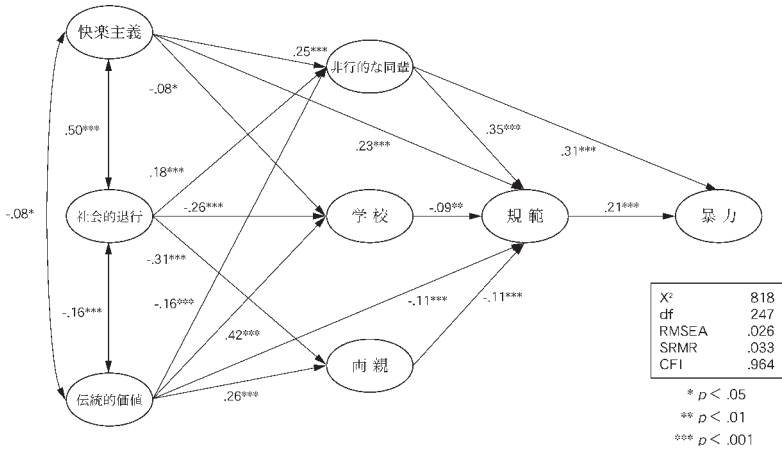 快楽主義
.25***
非行的な同輩
-.08*
.50***
.35***
.23***
.31***
.18***
-.08*
社会的退行
-.26***
学 校
-.09**
規 範
.21***
暴 力
-.31***
-.16***
-.16***
-.11***
-.11***
.42***
両 親
伝統的価値
.26***
X² 818
df 247
RMSEA .026
SRMR .033
CFI .964
* p < .05
** p < .01
*** p < .001